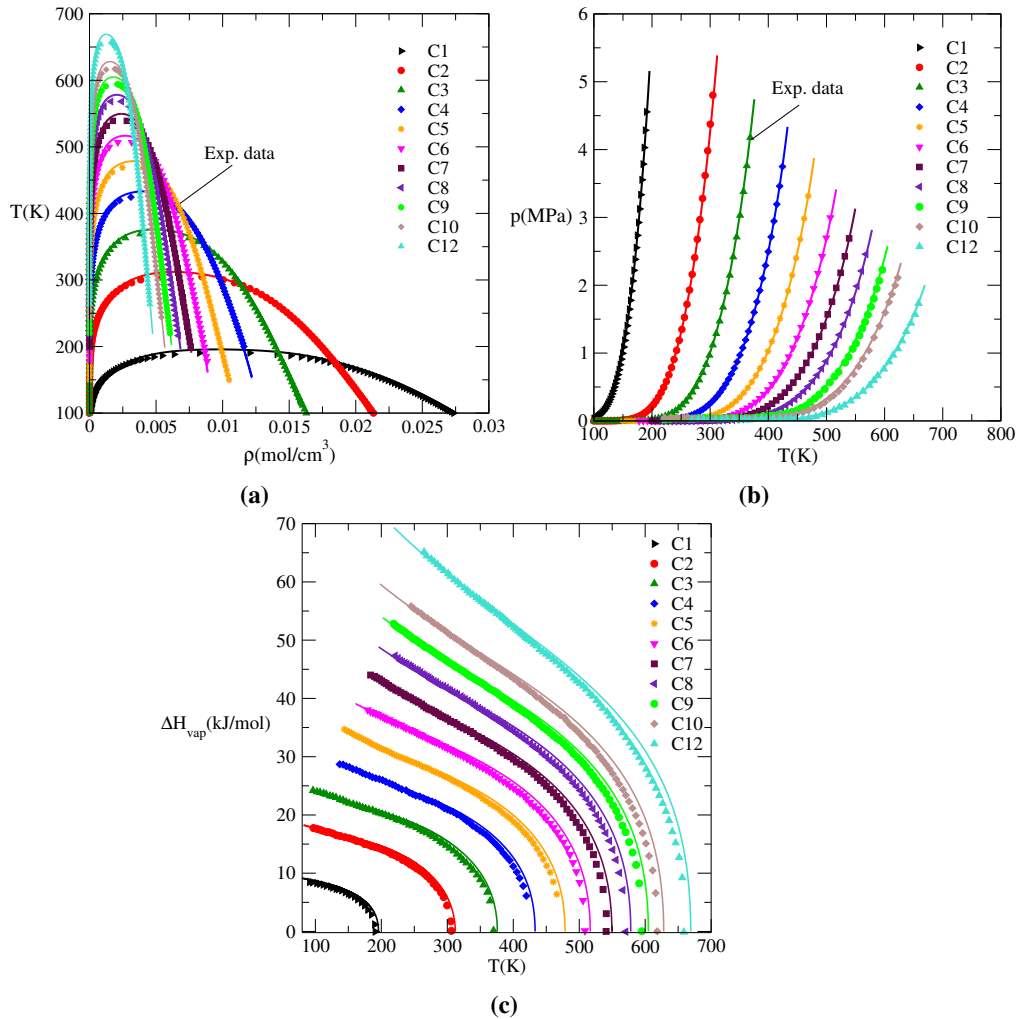 700
600
500
T(K)
400
300
200
100
0
0.005
0.01
0.015
0.02
0.025
0.03
ρ(mol/cm³)
Exp. data
C1
C2
C3
C4
C5
C6
C7
C8
C9
C10
C12
(a)
6
5
4
p(MPa)
3
2
1
0
100
200
300
400
500
600
700
800
T(K)
Exp. data
C1
C2
C3
C4
C5
C6
C7
C8
C9
C10
C12
(b)
70
60
50
40
ΔH_vap(kJ/mol)
30
20
10
0
100
200
300
400
500
600
700
T(K)
C1
C2
C3
C4
C5
C6
C7
C8
C9
C10
C12
(c)